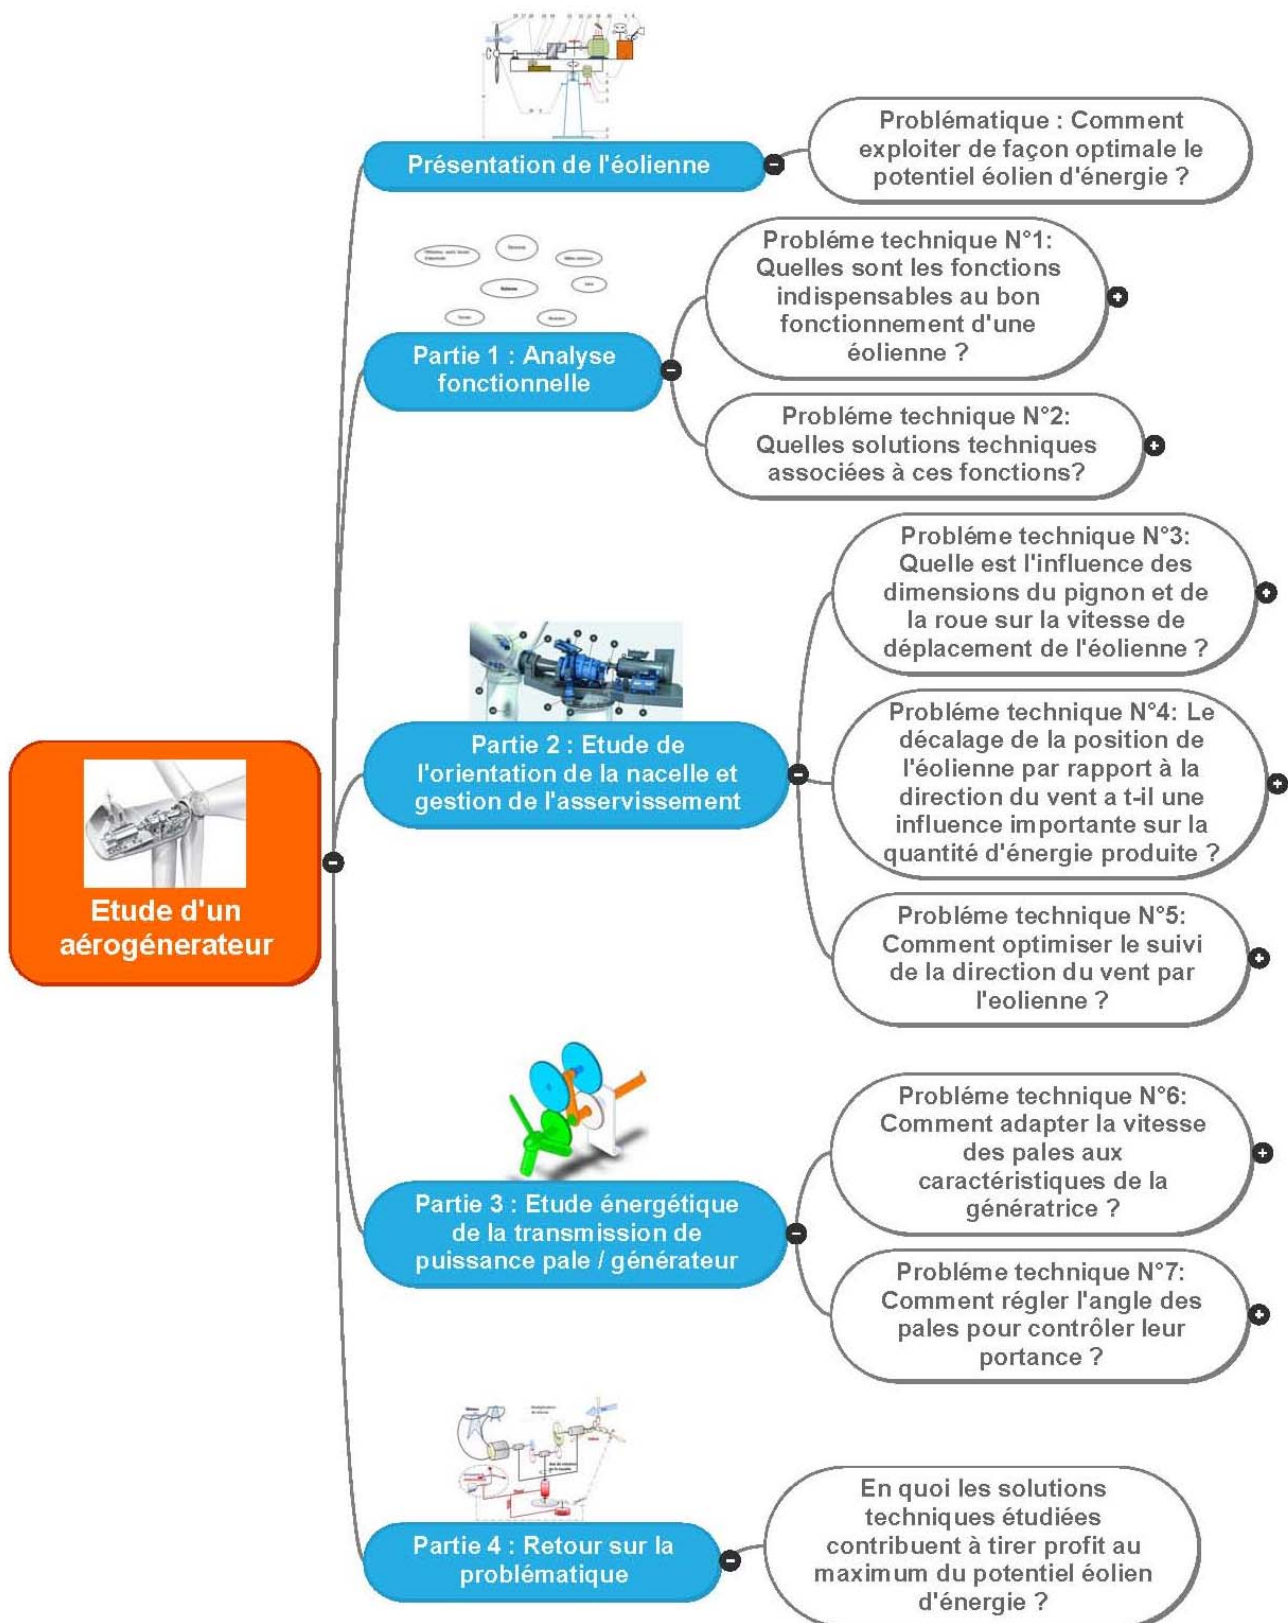 Présentation de l'éolienne
Problématique : Comment
exploiter de façon optimale le
potentiel éolien d'énergie ?
Partie 1 : Analyse
fonctionnelle
Probléme technique N°1:
Quelles sont les fonctions
indispensables au bon
fonctionnement d'une
éolienne ?
Probléme technique N°2:
Quelles solutions techniques
associées à ces fonctions?
Etude d'un
aérogénerateur
Partie 2 : Etude de
l'orientation de la nacelle et
gestion de l'asservissement
Probléme technique N°3:
Quelle est l'influence des
dimensions du pignon et de
la roue sur la vitesse de
déplacement de l'éolienne ?
Probléme technique N°4: Le
décalage de la position de
l'éolienne par rapport à la
direction du vent a t-il une
influence importante sur la
quantité d'énergie produite ?
Probléme technique N°5:
Comment optimiser le suivi
de la direction du vent par
l'eolienne ?
Partie 3 : Etude énergétique
de la transmission de
puissance pale / générateur
Probléme technique N°6:
Comment adapter la vitesse
des pales aux
caractéristiques de la
génératrice ?
Probléme technique N°7:
Comment régler l'angle des
pales pour contrôler leur
portance ?
Partie 4 : Retour sur la
problématique
En quoi les solutions
techniques étudiées
contribuent à tirer profit au
maximum du potentiel éolien
d'énergie ?